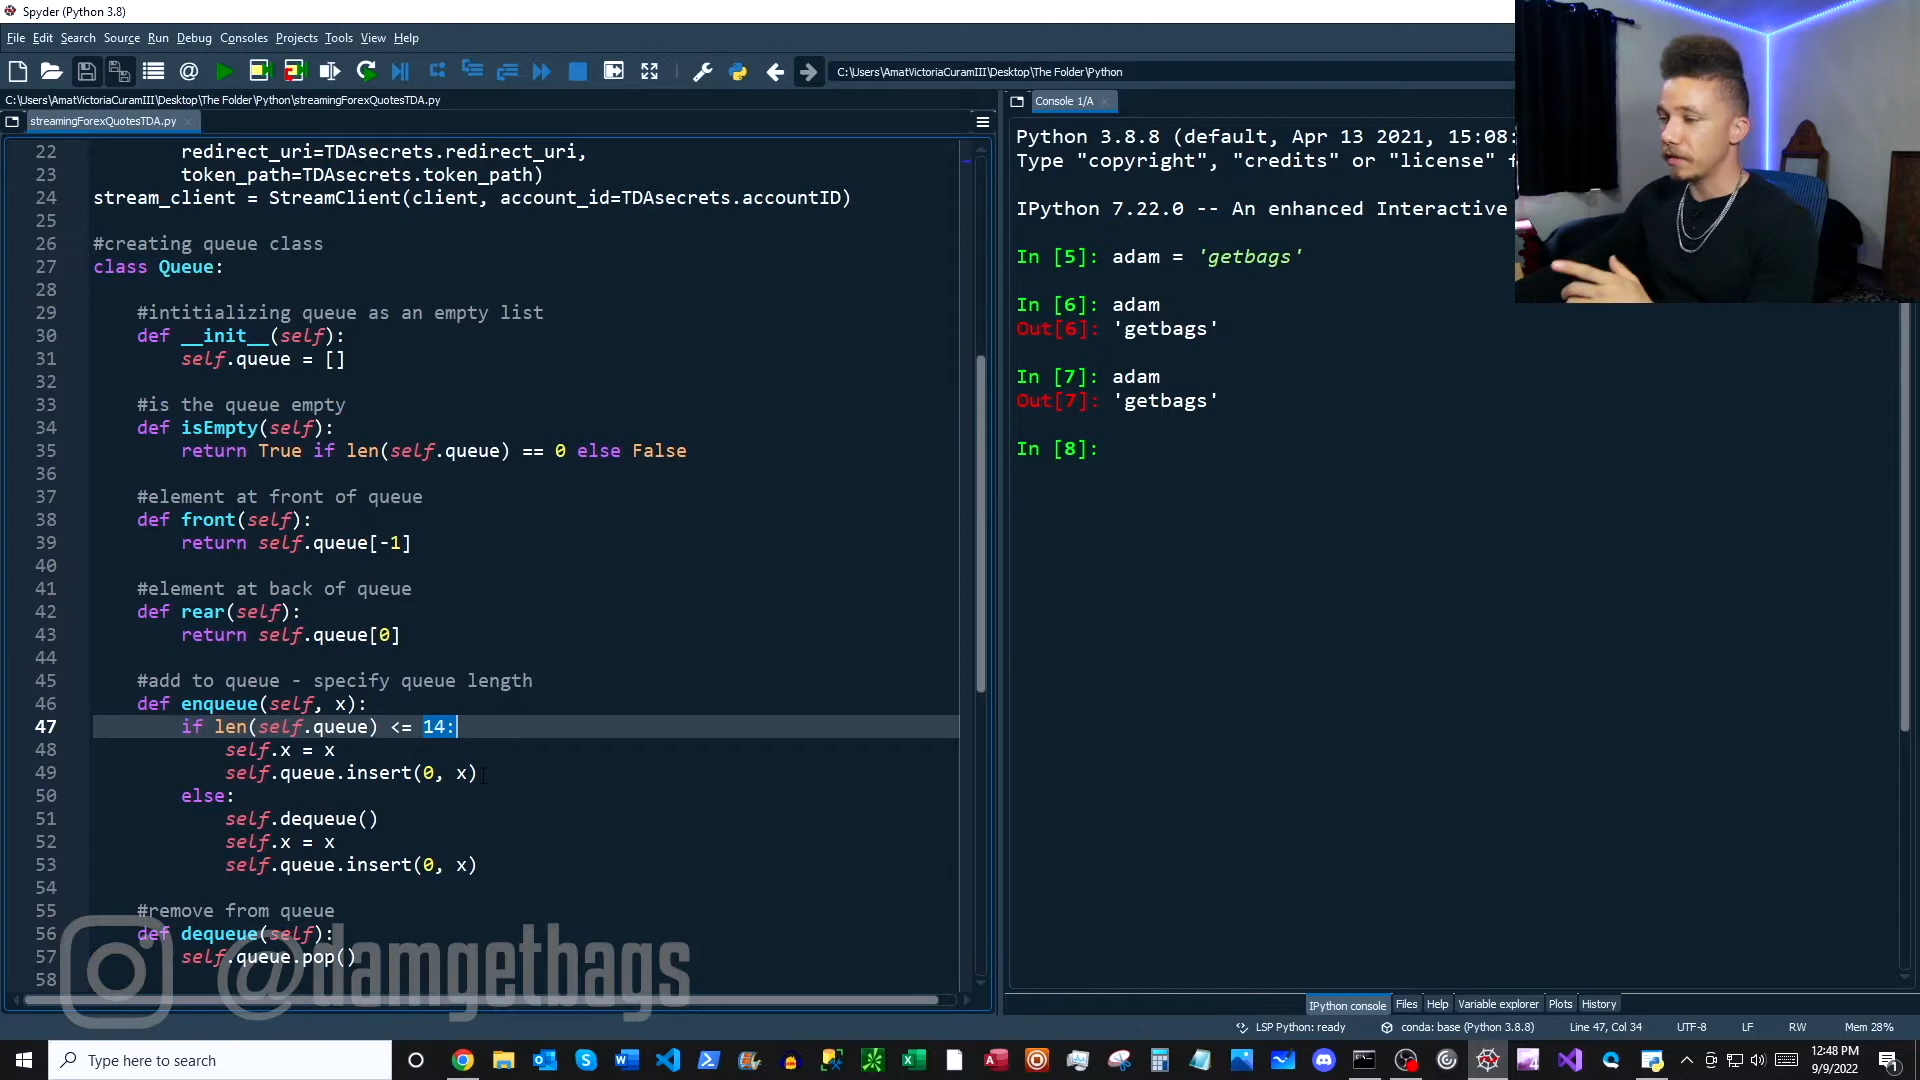 Spyder (Python 3.8)
File Edit Search Source Run Debug Consoles Projects Tools View Help
C:\Users\AmatVictoriaCuramIII\Desktop\The Folder\Python
C:\Users\AmatVictoriaCuramIII\Desktop\The Folder\Python\streamingForexQuotesTDA.py
streamingForexQuotesTDA.py
22 redirect_uri=TDAsecrets.redirect_uri,
23 token_path=TDAsecrets.token_path)
24 stream_client = StreamClient(client, account_id=TDAsecrets.accountID)
25
26 #creating queue class
27 class Queue:
28
29 #intitializing queue as an empty list
30 def __init__(self):
31 self.queue = []
32
33 #is the queue empty
34 def isEmpty(self):
35 return True if len(self.queue) == 0 else False
36
37 #element at front of queue
38 def front(self):
39 return self.queue[-1]
40
41 #element at back of queue
42 def rear(self):
43 return self.queue[0]
44
45 #add to queue - specify queue length
46 def enqueue(self, x):
47 if len(self.queue) <= 14:
48 self.x = x
49 self.queue.insert(0, x)
50 else:
51 self.dequeue()
52 self.x = x
53 self.queue.insert(0, x)
54
55 #remove from queue
56 def dequeue(self):
57 self.queue.pop()
58
@damgetbags
Console 1/A
Python 3.8.8 (default, Apr 13 2021, 15:08:
Type "copyright", "credits" or "license" f
IPython 7.22.0 -- An enhanced Interactive
In [5]: adam = 'getbags'
In [6]: adam
Out[6]: 'getbags'
In [7]: adam
Out[7]: 'getbags'
In [8]:
IPython console Files Help Variable explorer Plots History
LSP Python: ready conda: base (Python 3.8.8) Line 47, Col 34 UTF-8 LF RW Mem 28%
Type here to search
12:48 PM
9/9/2022